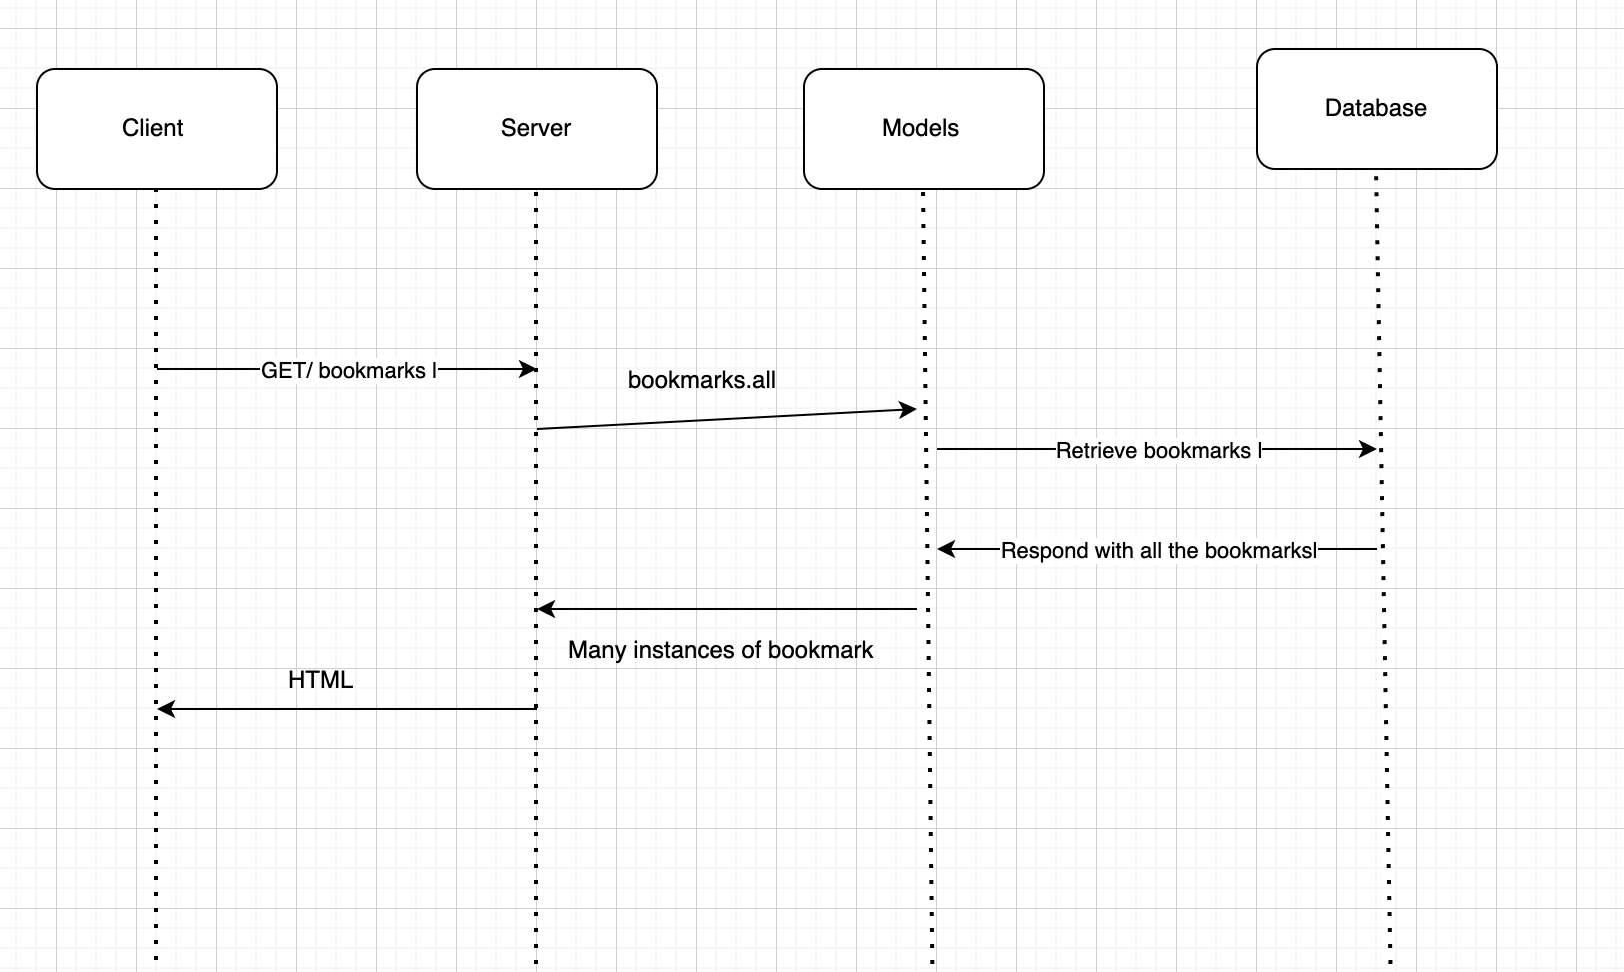 Client
Server
Models
Database
GET/ bookmarks l
bookmarks.all
Retrieve bookmarks l
Respond with all the bookmarksl
Many instances of bookmark
HTML